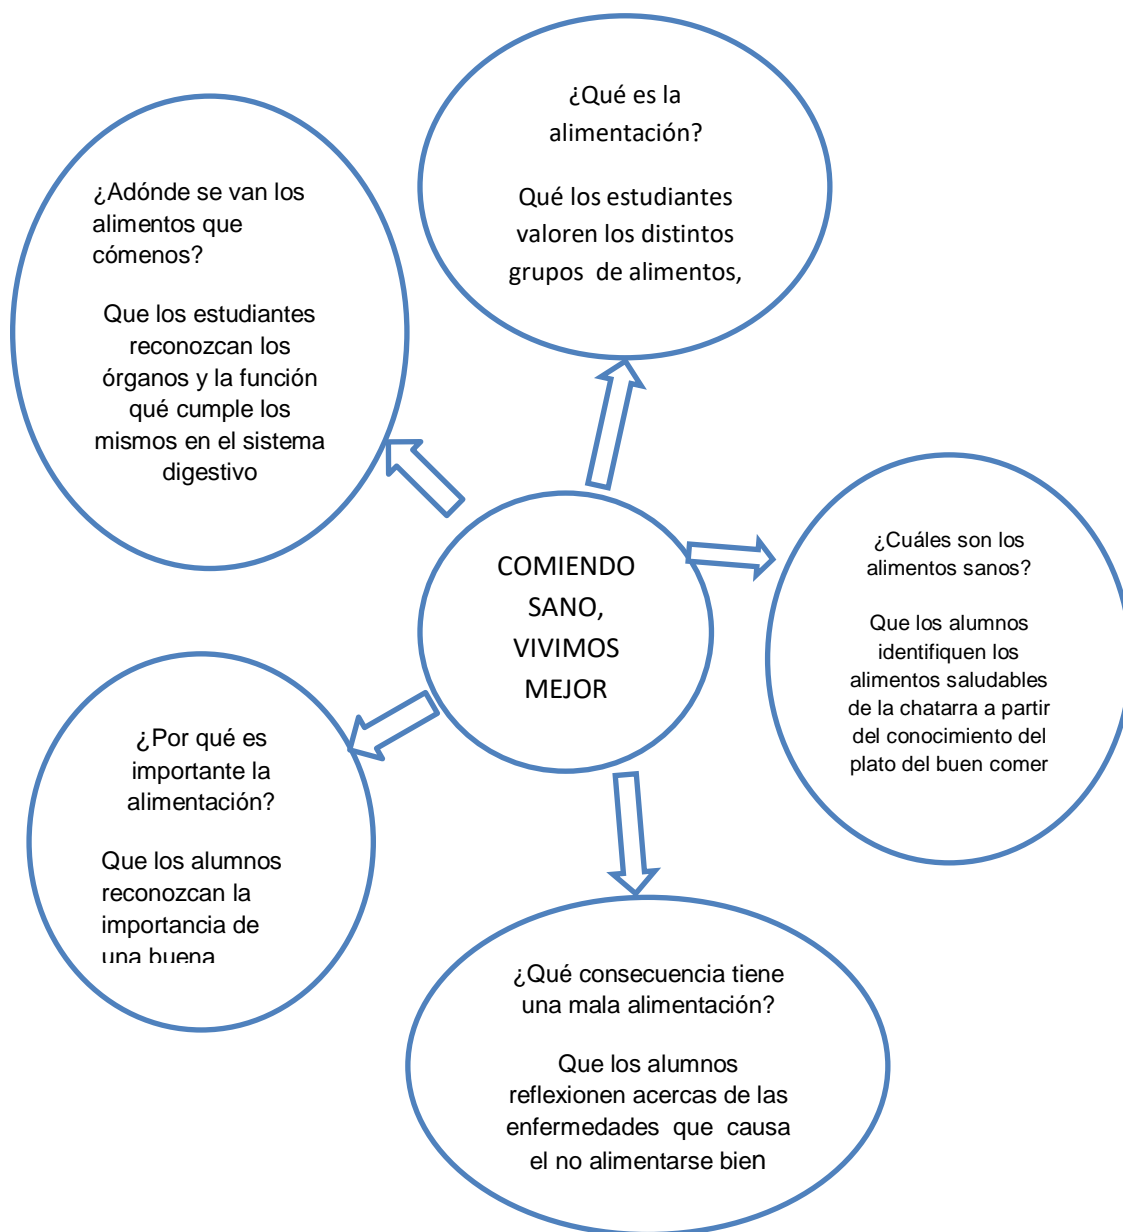 ¿Qué es la
alimentación?
Qué los estudiantes
valoren los distintos
grupos  de alimentos,
¿Adónde se van los
alimentos que
cómenos?
Que los estudiantes
reconozcan los
órganos y la función
qué cumple los
mismos en el sistema
digestivo
COMIENDO
SANO,
VIVIMOS
MEJOR
¿Cuáles son los
alimentos sanos?
Que los alumnos
identifiquen los
alimentos saludables
de la chatarra a partir
del conocimiento del
plato del buen comer
¿Por qué es
importante la
alimentación?
Que los alumnos
reconozcan la
importancia de
una buena
¿Qué consecuencia tiene
una mala alimentación?
Que los alumnos
reflexionen acercas de las
enfermedades  que  causa
el no alimentarse bien